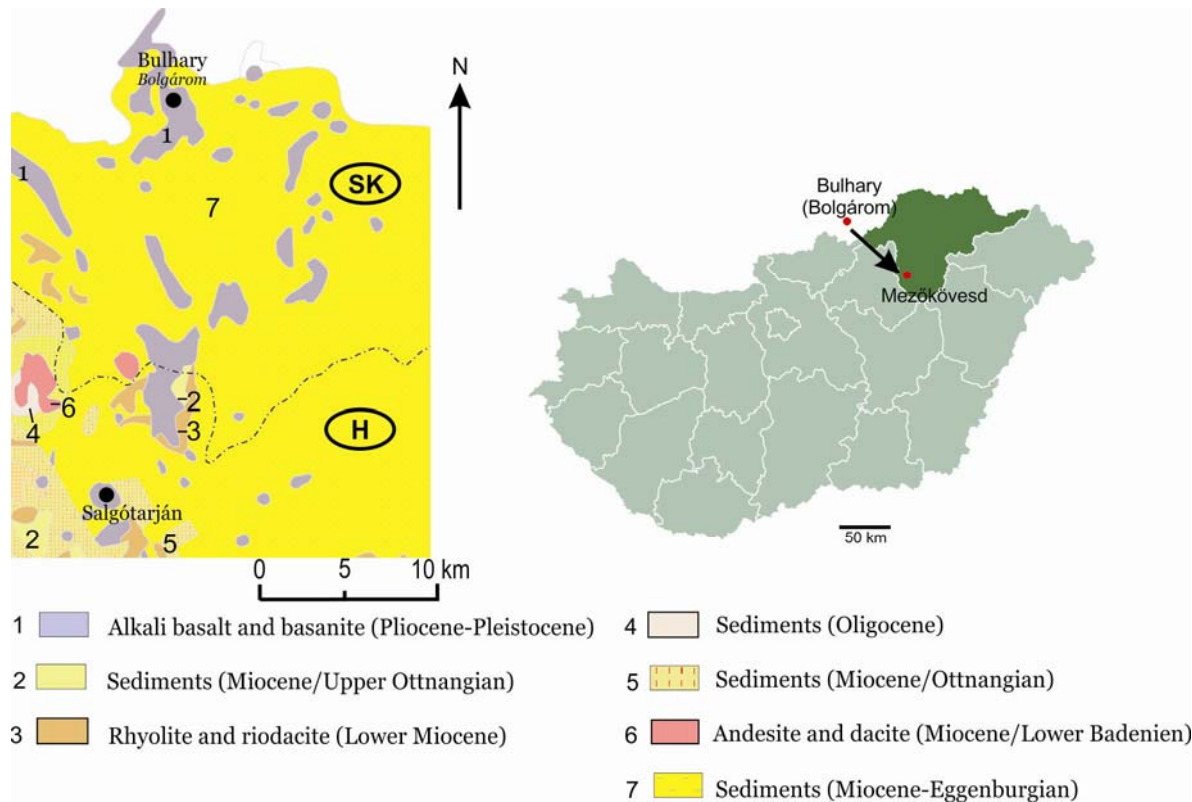 Bulhary
Bolgárom
1
1
7
SK
N
2
3
6
4
H
Salgótarján
2
5
0 5 10 km
Bulhary
(Bolgárom)
Mezőkövesd
50 km
1 Alkali basalt and basanite (Pliocene-Pleistocene)
2 Sediments (Miocene/Upper Ottnangian)
3 Rhyolite and riodacite (Lower Miocene)
4 Sediments (Oligocene)
5 Sediments (Miocene/Ottnangian)
6 Andesite and dacite (Miocene/Lower Badenien)
7 Sediments (Miocene-Eggenburgian)